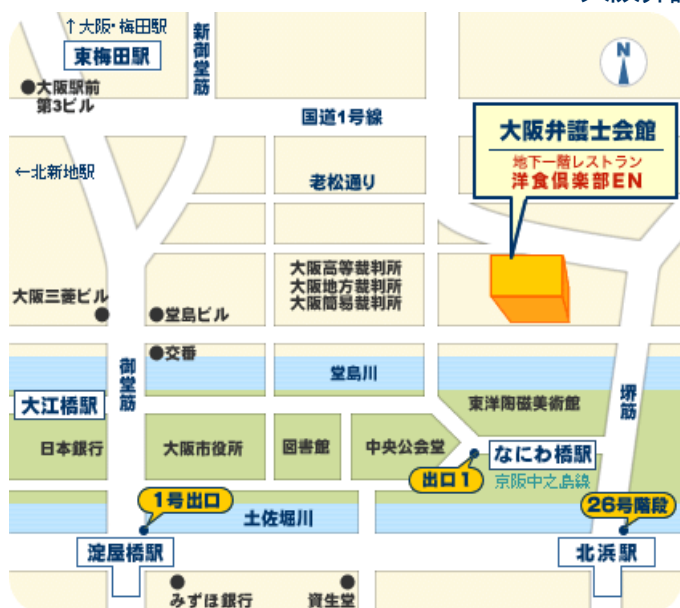 ↑大阪・梅田駅
東梅田駅
新御堂筋
N
●大阪駅前
第3ビル
国道1号線
大阪弁護士会館
地下一階レストラン
洋食倶楽部EN
←北新地駅
老松通り
大阪高等裁判所
大阪地方裁判所
大阪簡易裁判所
大阪三菱ビル
●堂島ビル
●交番
御堂筋
堂島川
堺筋
大江橋駅
東洋陶磁美術館
日本銀行
大阪市役所
図書館
中央公会堂
なにわ橋駅
出口1
京阪中之島線
1号出口
土佐堀川
26号階段
淀屋橋駅
北浜駅
みずほ銀行
資生堂